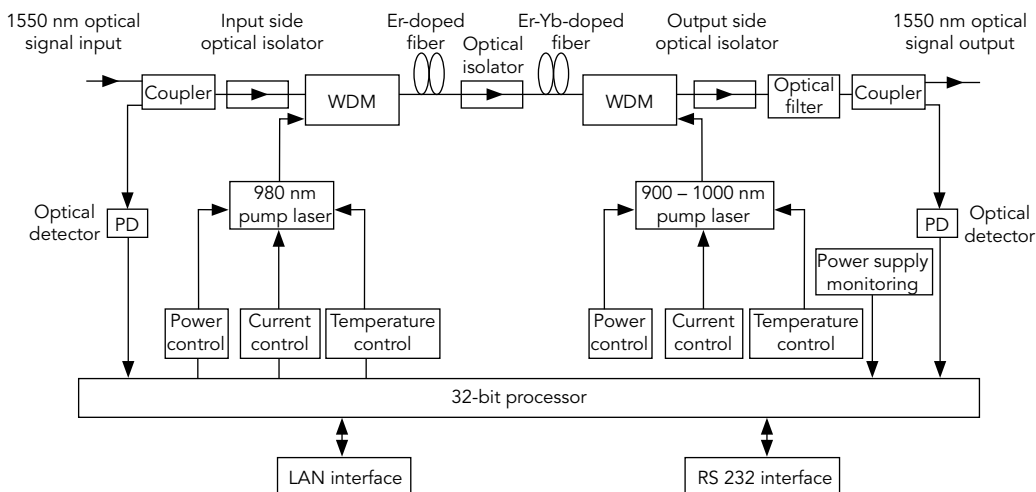 1550 nm optical
signal input
Input side
optical isolator
Er-doped
fiber
Optical
isolator
Er-Yb-doped
fiber
Output side
optical isolator
1550 nm optical
signal output
Coupler
WDM
WDM
Optical
filter
Coupler
980 nm
pump laser
900 – 1000 nm
pump laser
Optical
detector
PD
PD
Optical
detector
Power supply
monitoring
Power
control
Current
control
Temperature
control
Power
control
Current
control
Temperature
control
32-bit processor
LAN interface
RS 232 interface